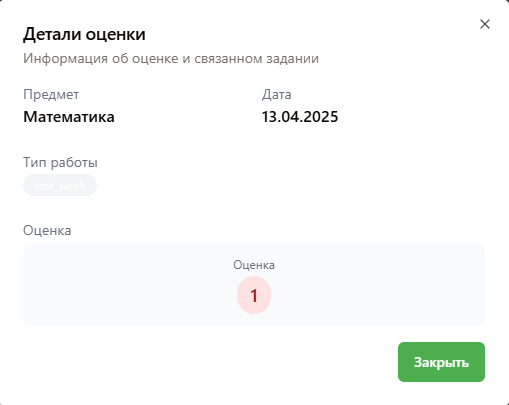 Детали оценки
Информация об оценке и связанном задании
Предмет
Дата
Математика
13.04.2025
Тип работы
test_work
Оценка
Оценка
1
Закрыть